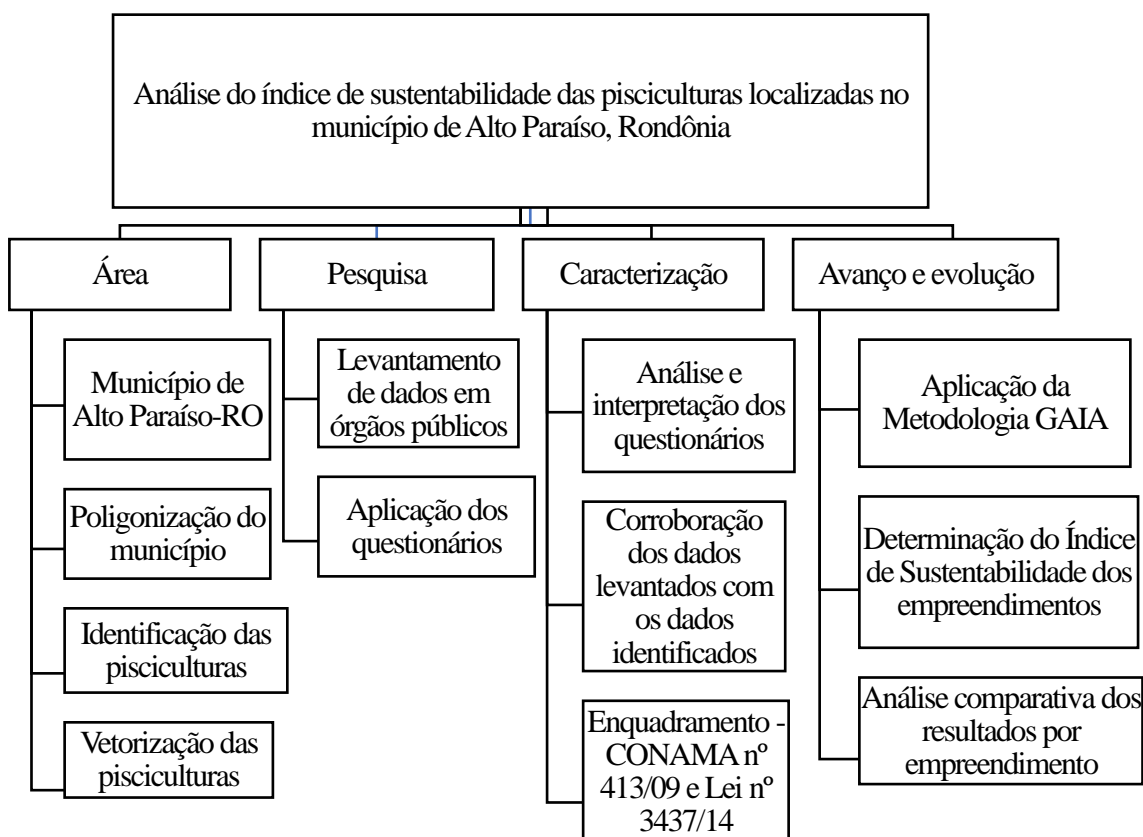 Análise do índice de sustentabilidade das pisciculturas localizadas no
município de Alto Paraíso, Rondônia
Área
Município de
Alto Paraíso-RO
Poligonização do
município
Identificação das
pisciculturas
Vetorização das
pisciculturas
Pesquisa
Levantamento
de dados em
órgãos públicos
Aplicação dos
questionários
Caracterização
Análise e
interpretação dos
questionários
Corroboração
dos dados
levantados com
os dados
identificados
Enquadramento -
CONAMA nº
413/09 e Lei nº
3437/14
Avanço e evolução
Aplicação da
Metodologia GAIA
Determinação do Índice
de Sustentabilidade dos
empreendimentos
Análise comparativa dos
resultados por
empreendimento